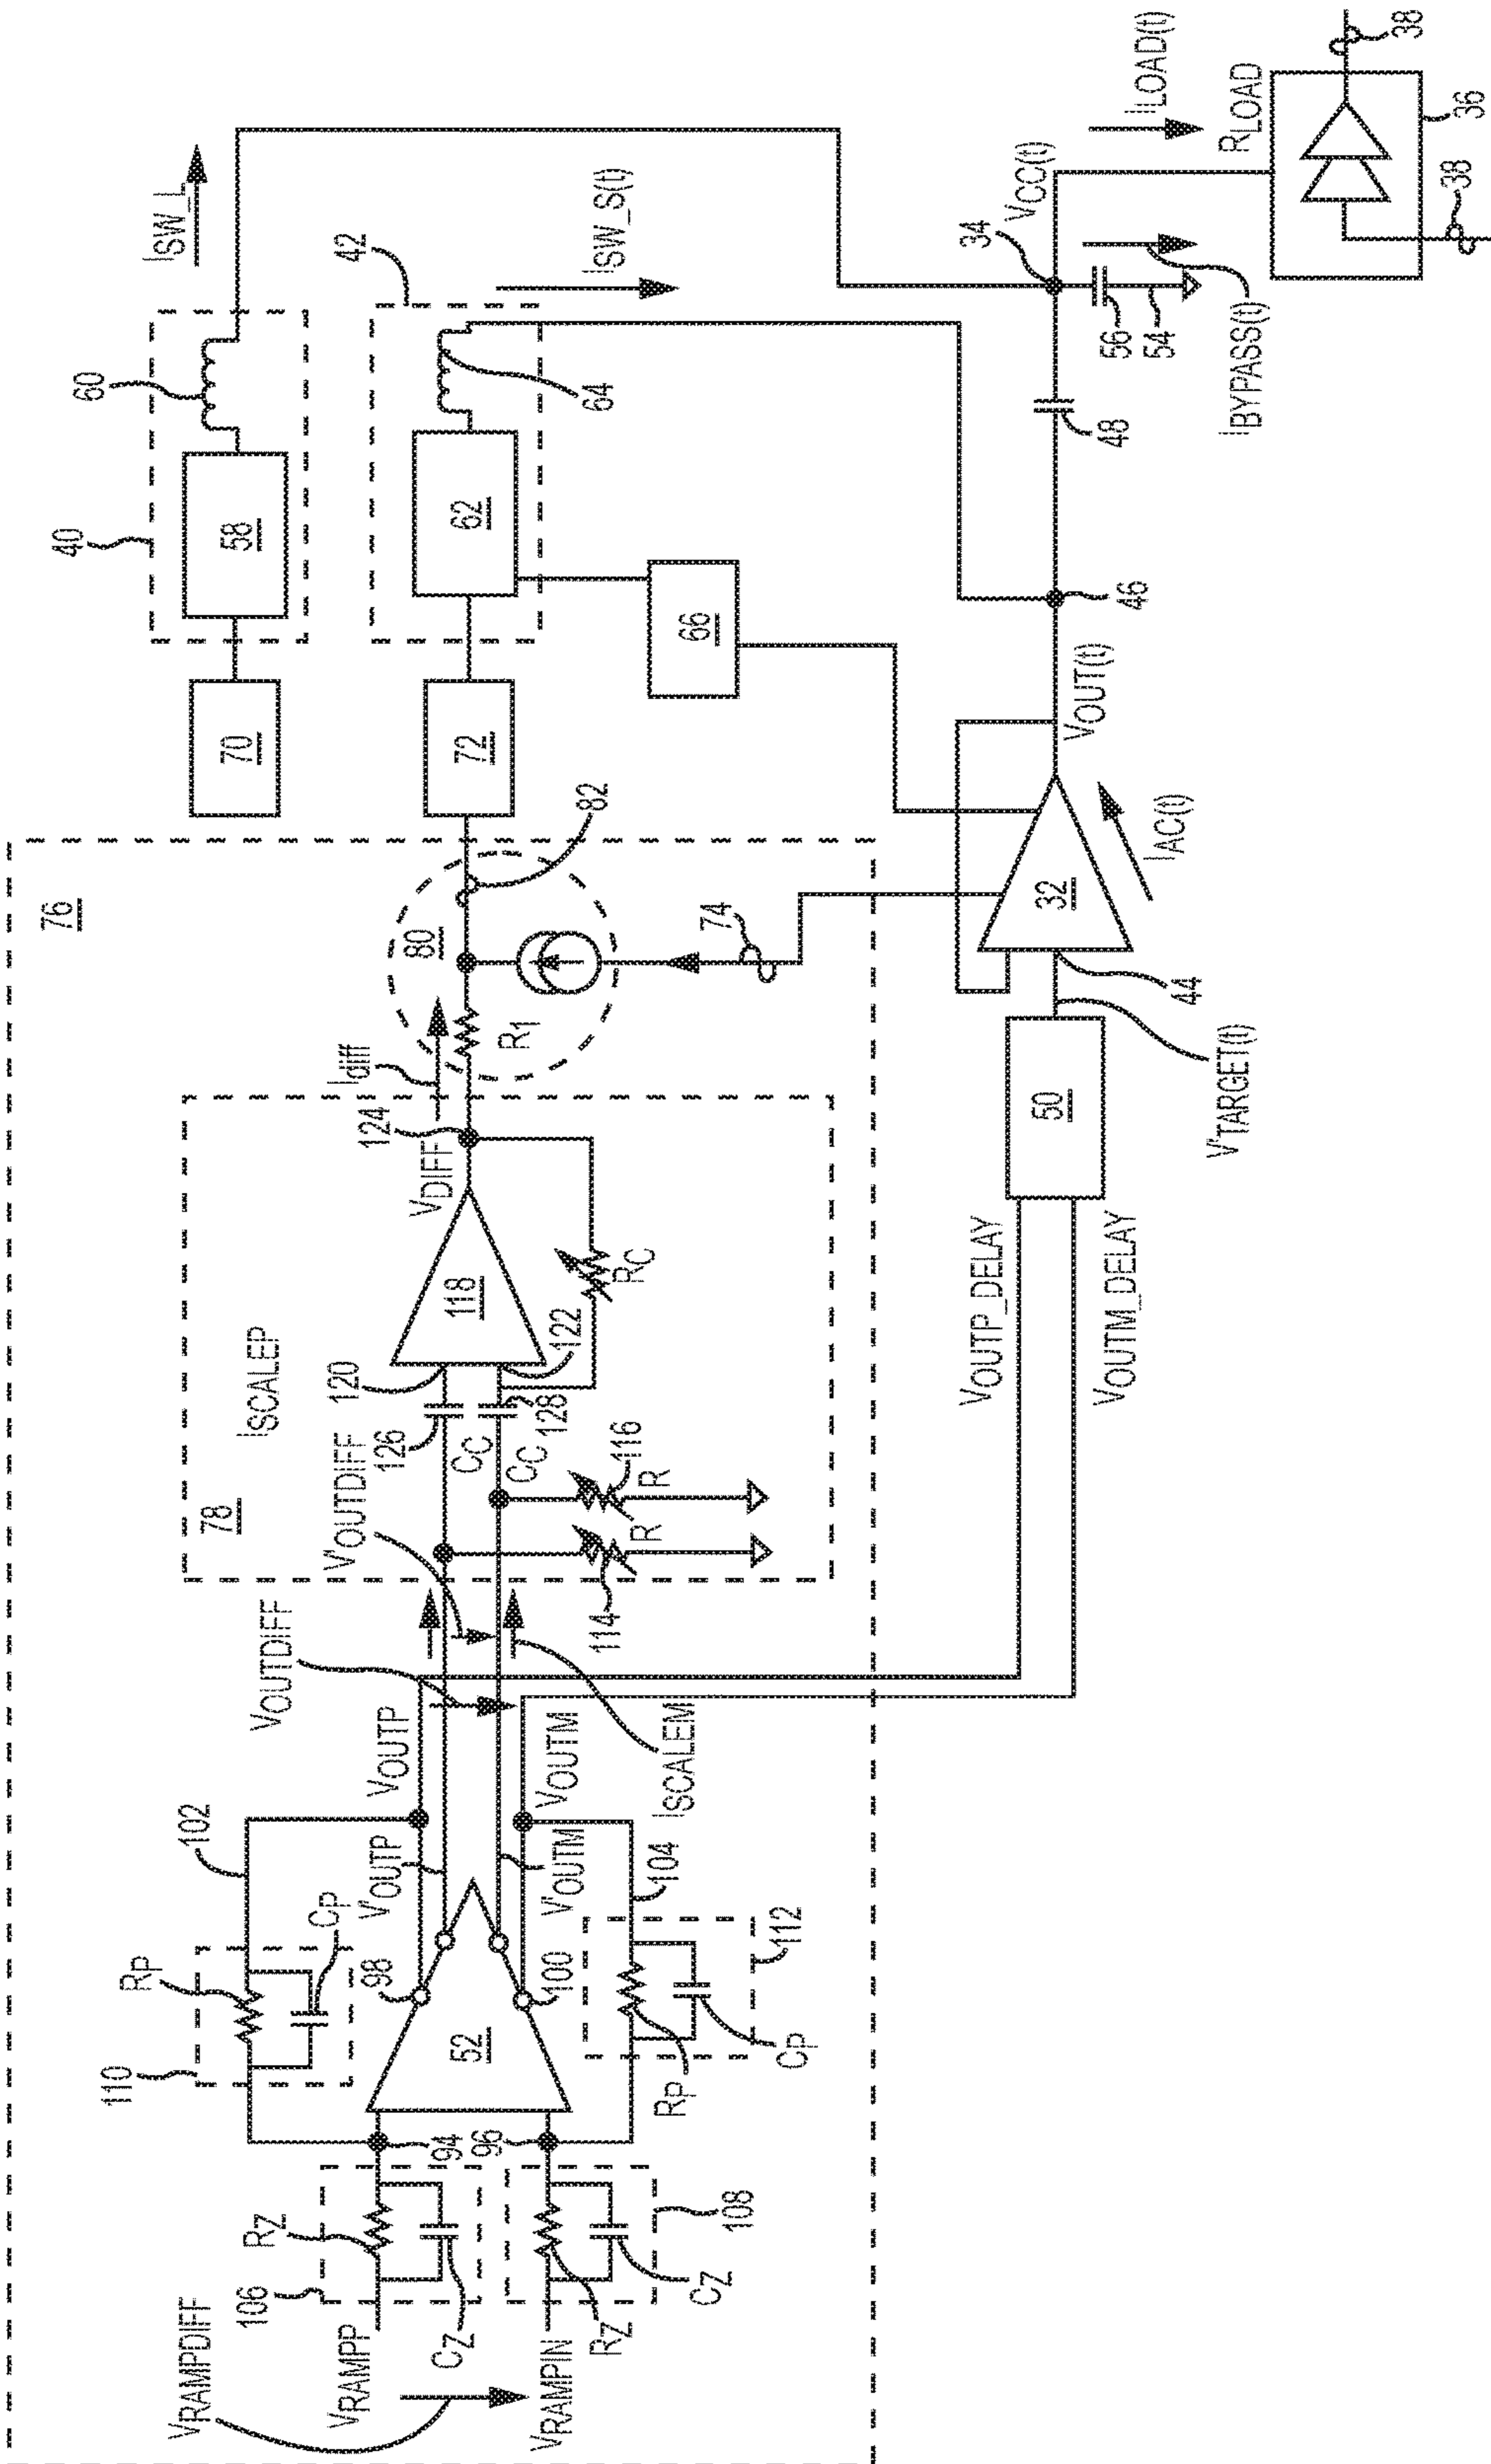 76
110
RP
CP
102
VOUTP
V'OUTP
VOUTDIFF
V'OUTDIFF
VRAMPDIFF
VRAMPP
VRAMPIN
106
RZ
CZ
94
96
RZ
CZ
108
52
98
100
V'OUTM
VOUTM
ISCALEM
104
RP
CP
112
78
ISCALEP
126
120
CC
CC
128
122
114
R
116
R
118
VDIFF
124
RC
Idiff
R1
80
82
74
70
72
40
58
60
ISW_L
42
62
64
ISW_S(t)
66
VOUTP_DELAY
VOUTM_DELAY
50
V'TARGET(t)
44
32
IAC(t)
VOUT(t)
46
48
34
VCC(t)
56
54
IBYPASS(t)
ILOAD(t)
RLOAD
36
38
38